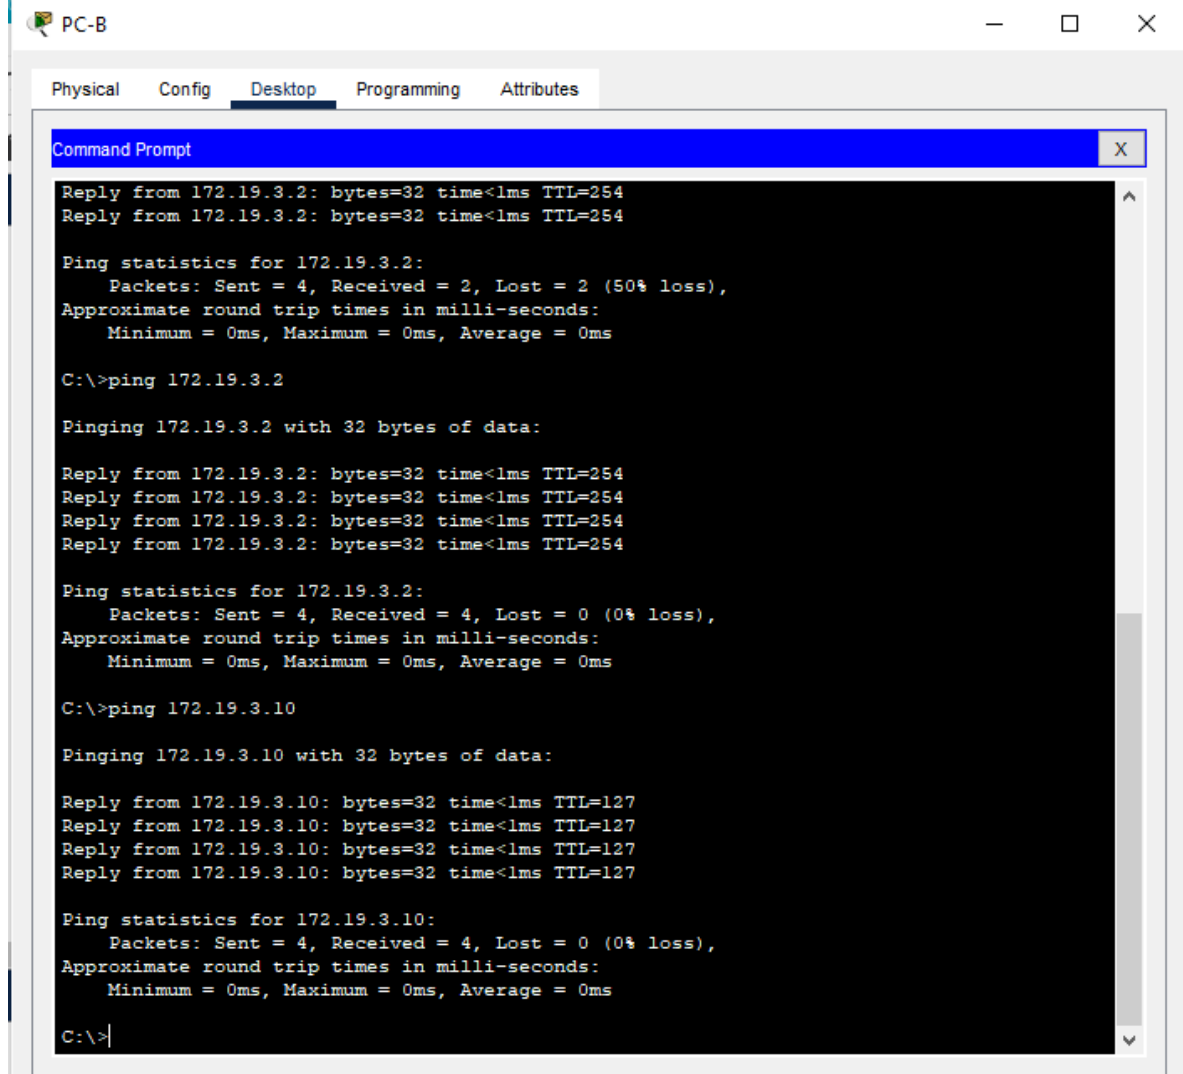 PC-B
Physical Config Desktop Programming Attributes
Command Prompt X
Reply from 172.19.3.2: bytes=32 time<1ms TTL=254
Reply from 172.19.3.2: bytes=32 time<1ms TTL=254
Ping statistics for 172.19.3.2:
Packets: Sent = 4, Received = 2, Lost = 2 (50% loss),
Approximate round trip times in milli-seconds:
Minimum = 0ms, Maximum = 0ms, Average = 0ms
C:\>ping 172.19.3.2
Pinging 172.19.3.2 with 32 bytes of data:
Reply from 172.19.3.2: bytes=32 time<1ms TTL=254
Reply from 172.19.3.2: bytes=32 time<1ms TTL=254
Reply from 172.19.3.2: bytes=32 time<1ms TTL=254
Reply from 172.19.3.2: bytes=32 time<1ms TTL=254
Ping statistics for 172.19.3.2:
Packets: Sent = 4, Received = 4, Lost = 0 (0% loss),
Approximate round trip times in milli-seconds:
Minimum = 0ms, Maximum = 0ms, Average = 0ms
C:\>ping 172.19.3.10
Pinging 172.19.3.10 with 32 bytes of data:
Reply from 172.19.3.10: bytes=32 time<1ms TTL=127
Reply from 172.19.3.10: bytes=32 time<1ms TTL=127
Reply from 172.19.3.10: bytes=32 time<1ms TTL=127
Reply from 172.19.3.10: bytes=32 time<1ms TTL=127
Ping statistics for 172.19.3.10:
Packets: Sent = 4, Received = 4, Lost = 0 (0% loss),
Approximate round trip times in milli-seconds:
Minimum = 0ms, Maximum = 0ms, Average = 0ms
C:\>